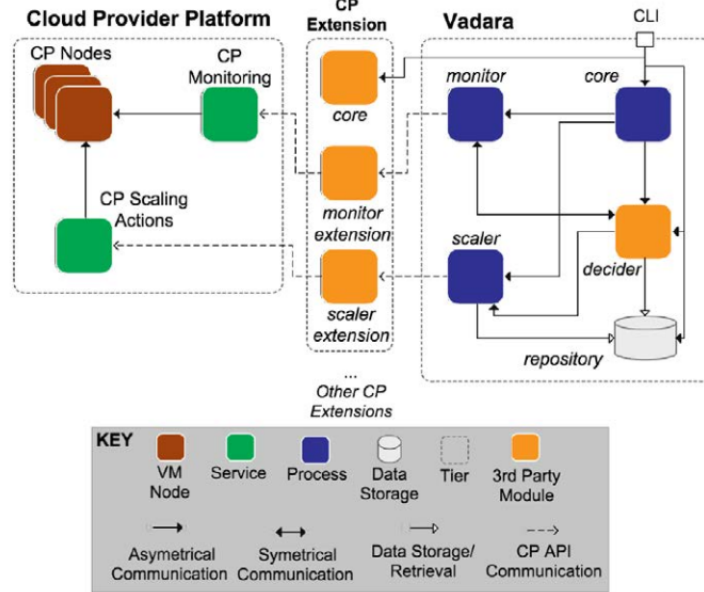 Cloud Provider Platform
CP
Extension
Vadara
CLI
CP Nodes
CP
Monitoring
core
monitor
core
CP Scaling
Actions
monitor
extension
scaler
decider
scaler
extension
repository
...
Other CP
Extensions
KEY
VM
Node
Service
Process
Data
Storage
Tier
3rd Party
Module
Asymetrical
Communication
Symetrical
Communication
Data Storage/
Retrieval
CP API
Communication